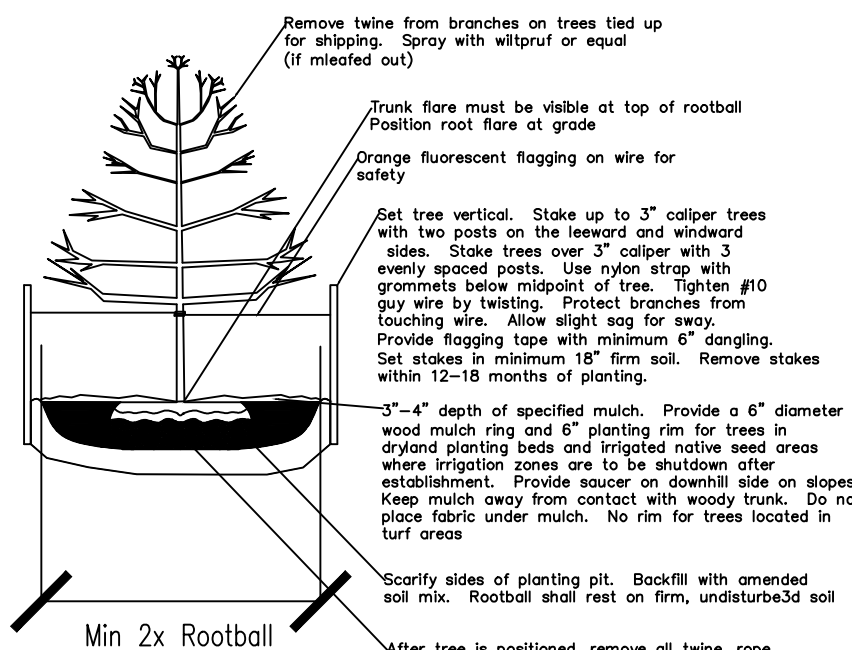 Remove twine from branches on trees tied up
for shipping.  Spray with wiltpruf or equal
(if mleafed out)
Trunk flare must be visible at top of rootball
Position root flare at grade
Orange fluorescent flagging on wire for
safety
Set tree vertical.  Stake up to 3" caliper trees
with two posts on the leeward and windward
sides.  Stake trees over 3" caliper with 3
evenly spaced posts.  Use nylon strap with
grommets below midpoint of tree.  Tighten #10
guy wire by twisting.  Protect branches from
touching wire.  Allow slight sag for sway.
Provide flagging tape with minimum 6" dangling.
Set stakes in minimum 18" firm soil.  Remove stakes
within 12-18 months of planting.
3"-4" depth of specified mulch.  Provide a 6" diameter
wood mulch ring and 6" planting rim for trees in
dryland planting beds and irrigated native seed areas
where irrigation zones are to be shutdown after
establishment.  Provide saucer on downhill side on slopes
Keep mulch away from contact with woody trunk.  Do no
place fabric under mulch.  No rim for trees located in
turf areas
Scarify sides of planting pit.  Backfill with amended
soil mix.  Rootball shall rest on firm, undisturbe3d soil
Min 2x Rootball
After tree is positioned, remove all twine, rope